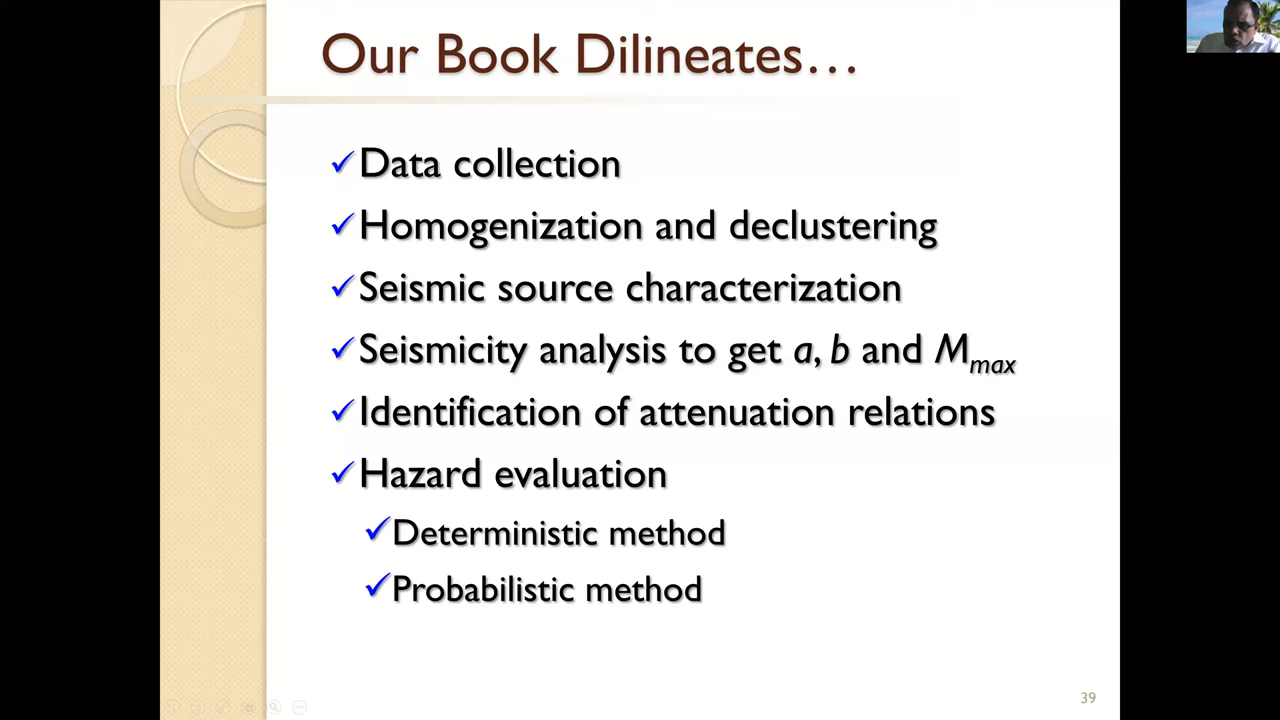 Our Book Dilineates…
Data collection
Homogenization and declustering
Seismic source characterization
Seismicity analysis to get a, b and Mmax
Identification of attenuation relations
Hazard evaluation
Deterministic method
Probabilistic method
39